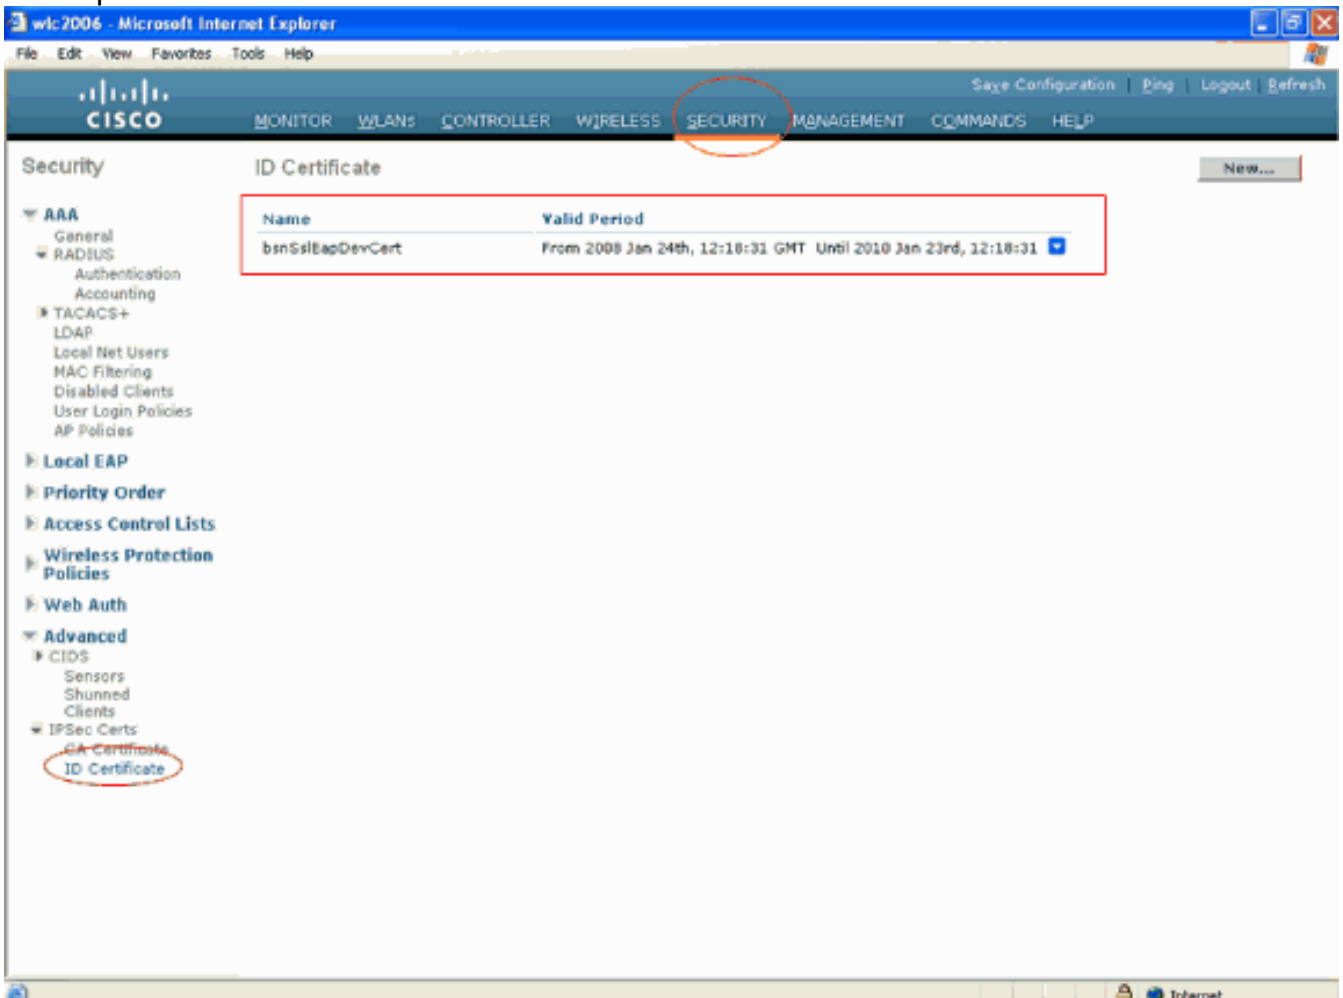 wlc2006 - Microsoft Internet Explorer
File Edit View Favorites Tools Help
Save Configuration | Ping | Logout | Refresh
CISCO
MONITOR WLANs CONTROLLER WIRELESS SECURITY MANAGEMENT COMMANDS HELP
Security
ID Certificate
New...
AAA
General
RADIUS
Authentication
Accounting
TACACS+
LDAP
Local Net Users
MAC Filtering
Disabled Clients
User Login Policies
AP Policies
Local EAP
Priority Order
Access Control Lists
Wireless Protection
Policies
Web Auth
Advanced
CIDS
Sensors
Shunned
Clients
IPSec Certs
CA Certificate
ID Certificate
Name Valid Period
bsnSslEapDevCert From 2008 Jan 24th, 12:18:31 GMT Until 2010 Jan 23rd, 12:18:31
Internet